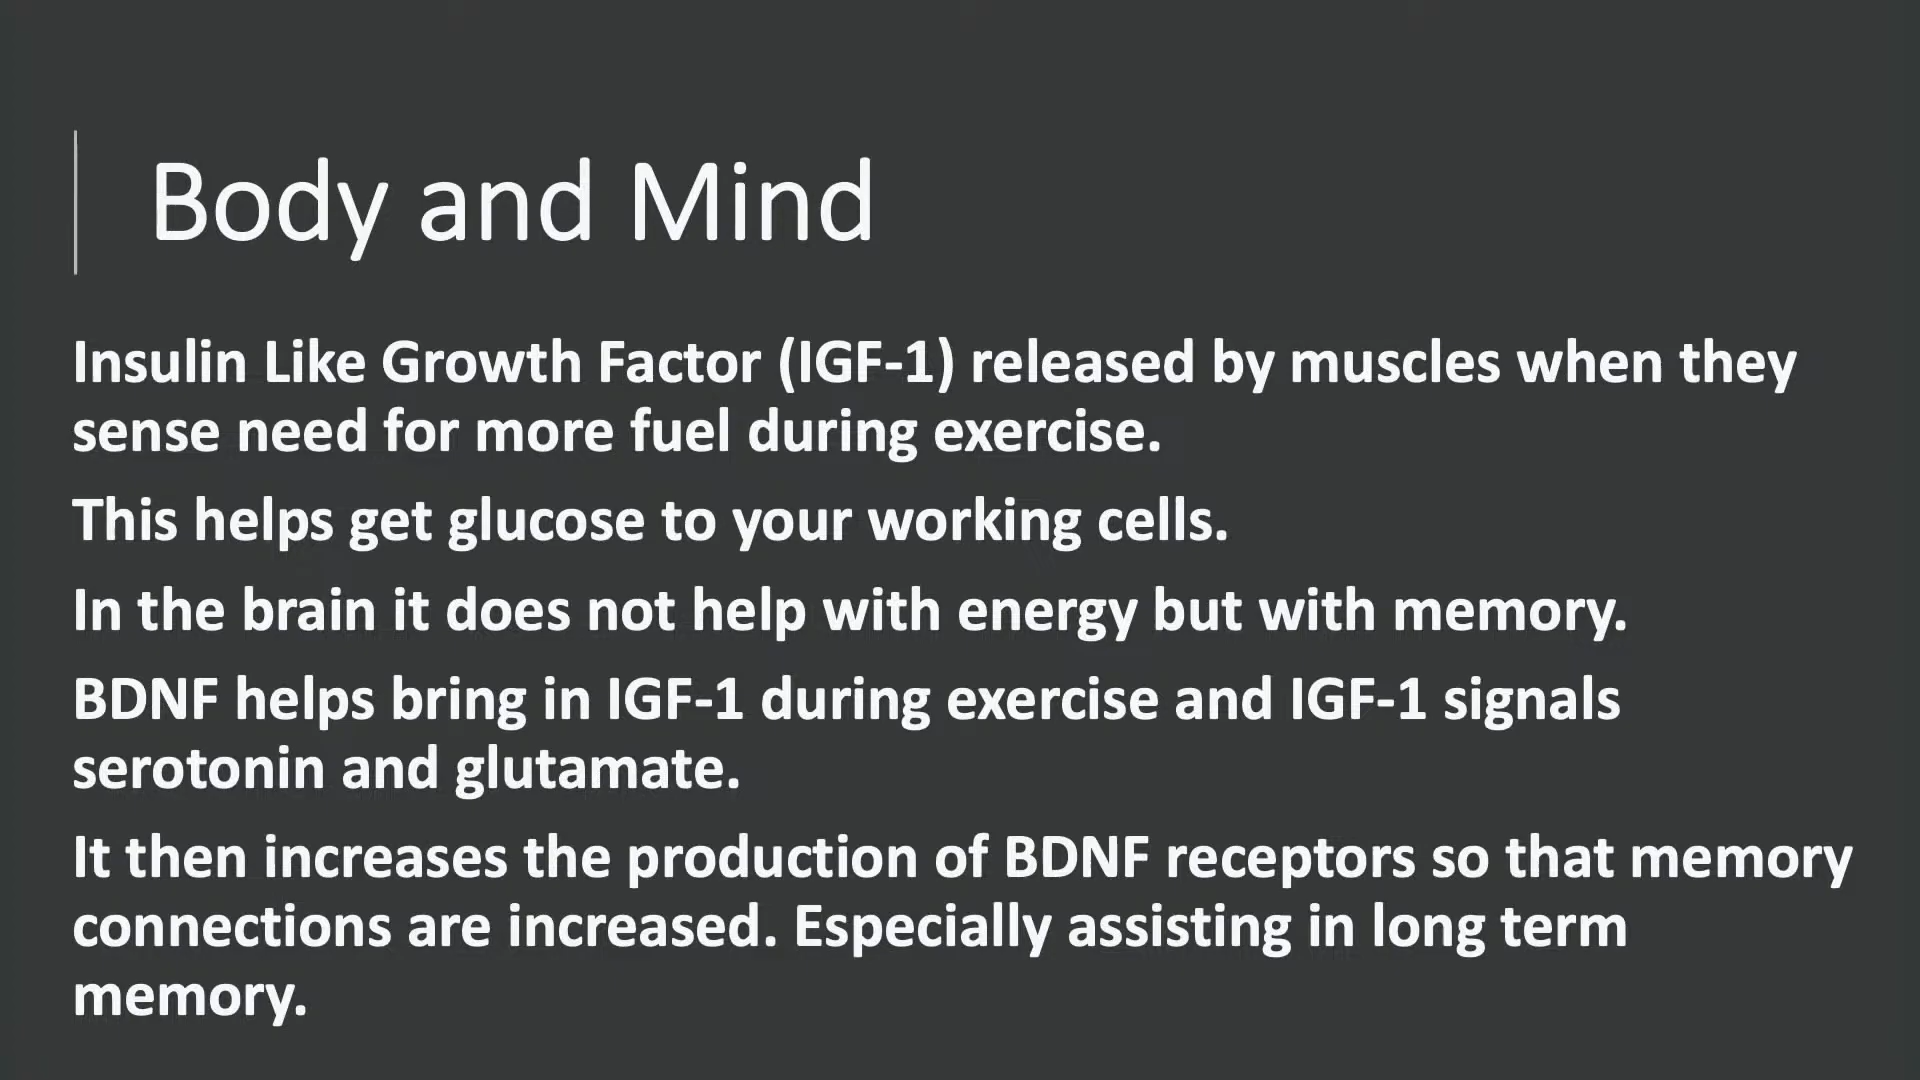 Body and Mind
Insulin Like Growth Factor (IGF-1) released by muscles when they
sense need for more fuel during exercise.
This helps get glucose to your working cells.
In the brain it does not help with energy but with memory.
BDNF helps bring in IGF-1 during exercise and IGF-1 signals
serotonin and glutamate.
It then increases the production of BDNF receptors so that memory
connections are increased. Especially assisting in long term
memory.